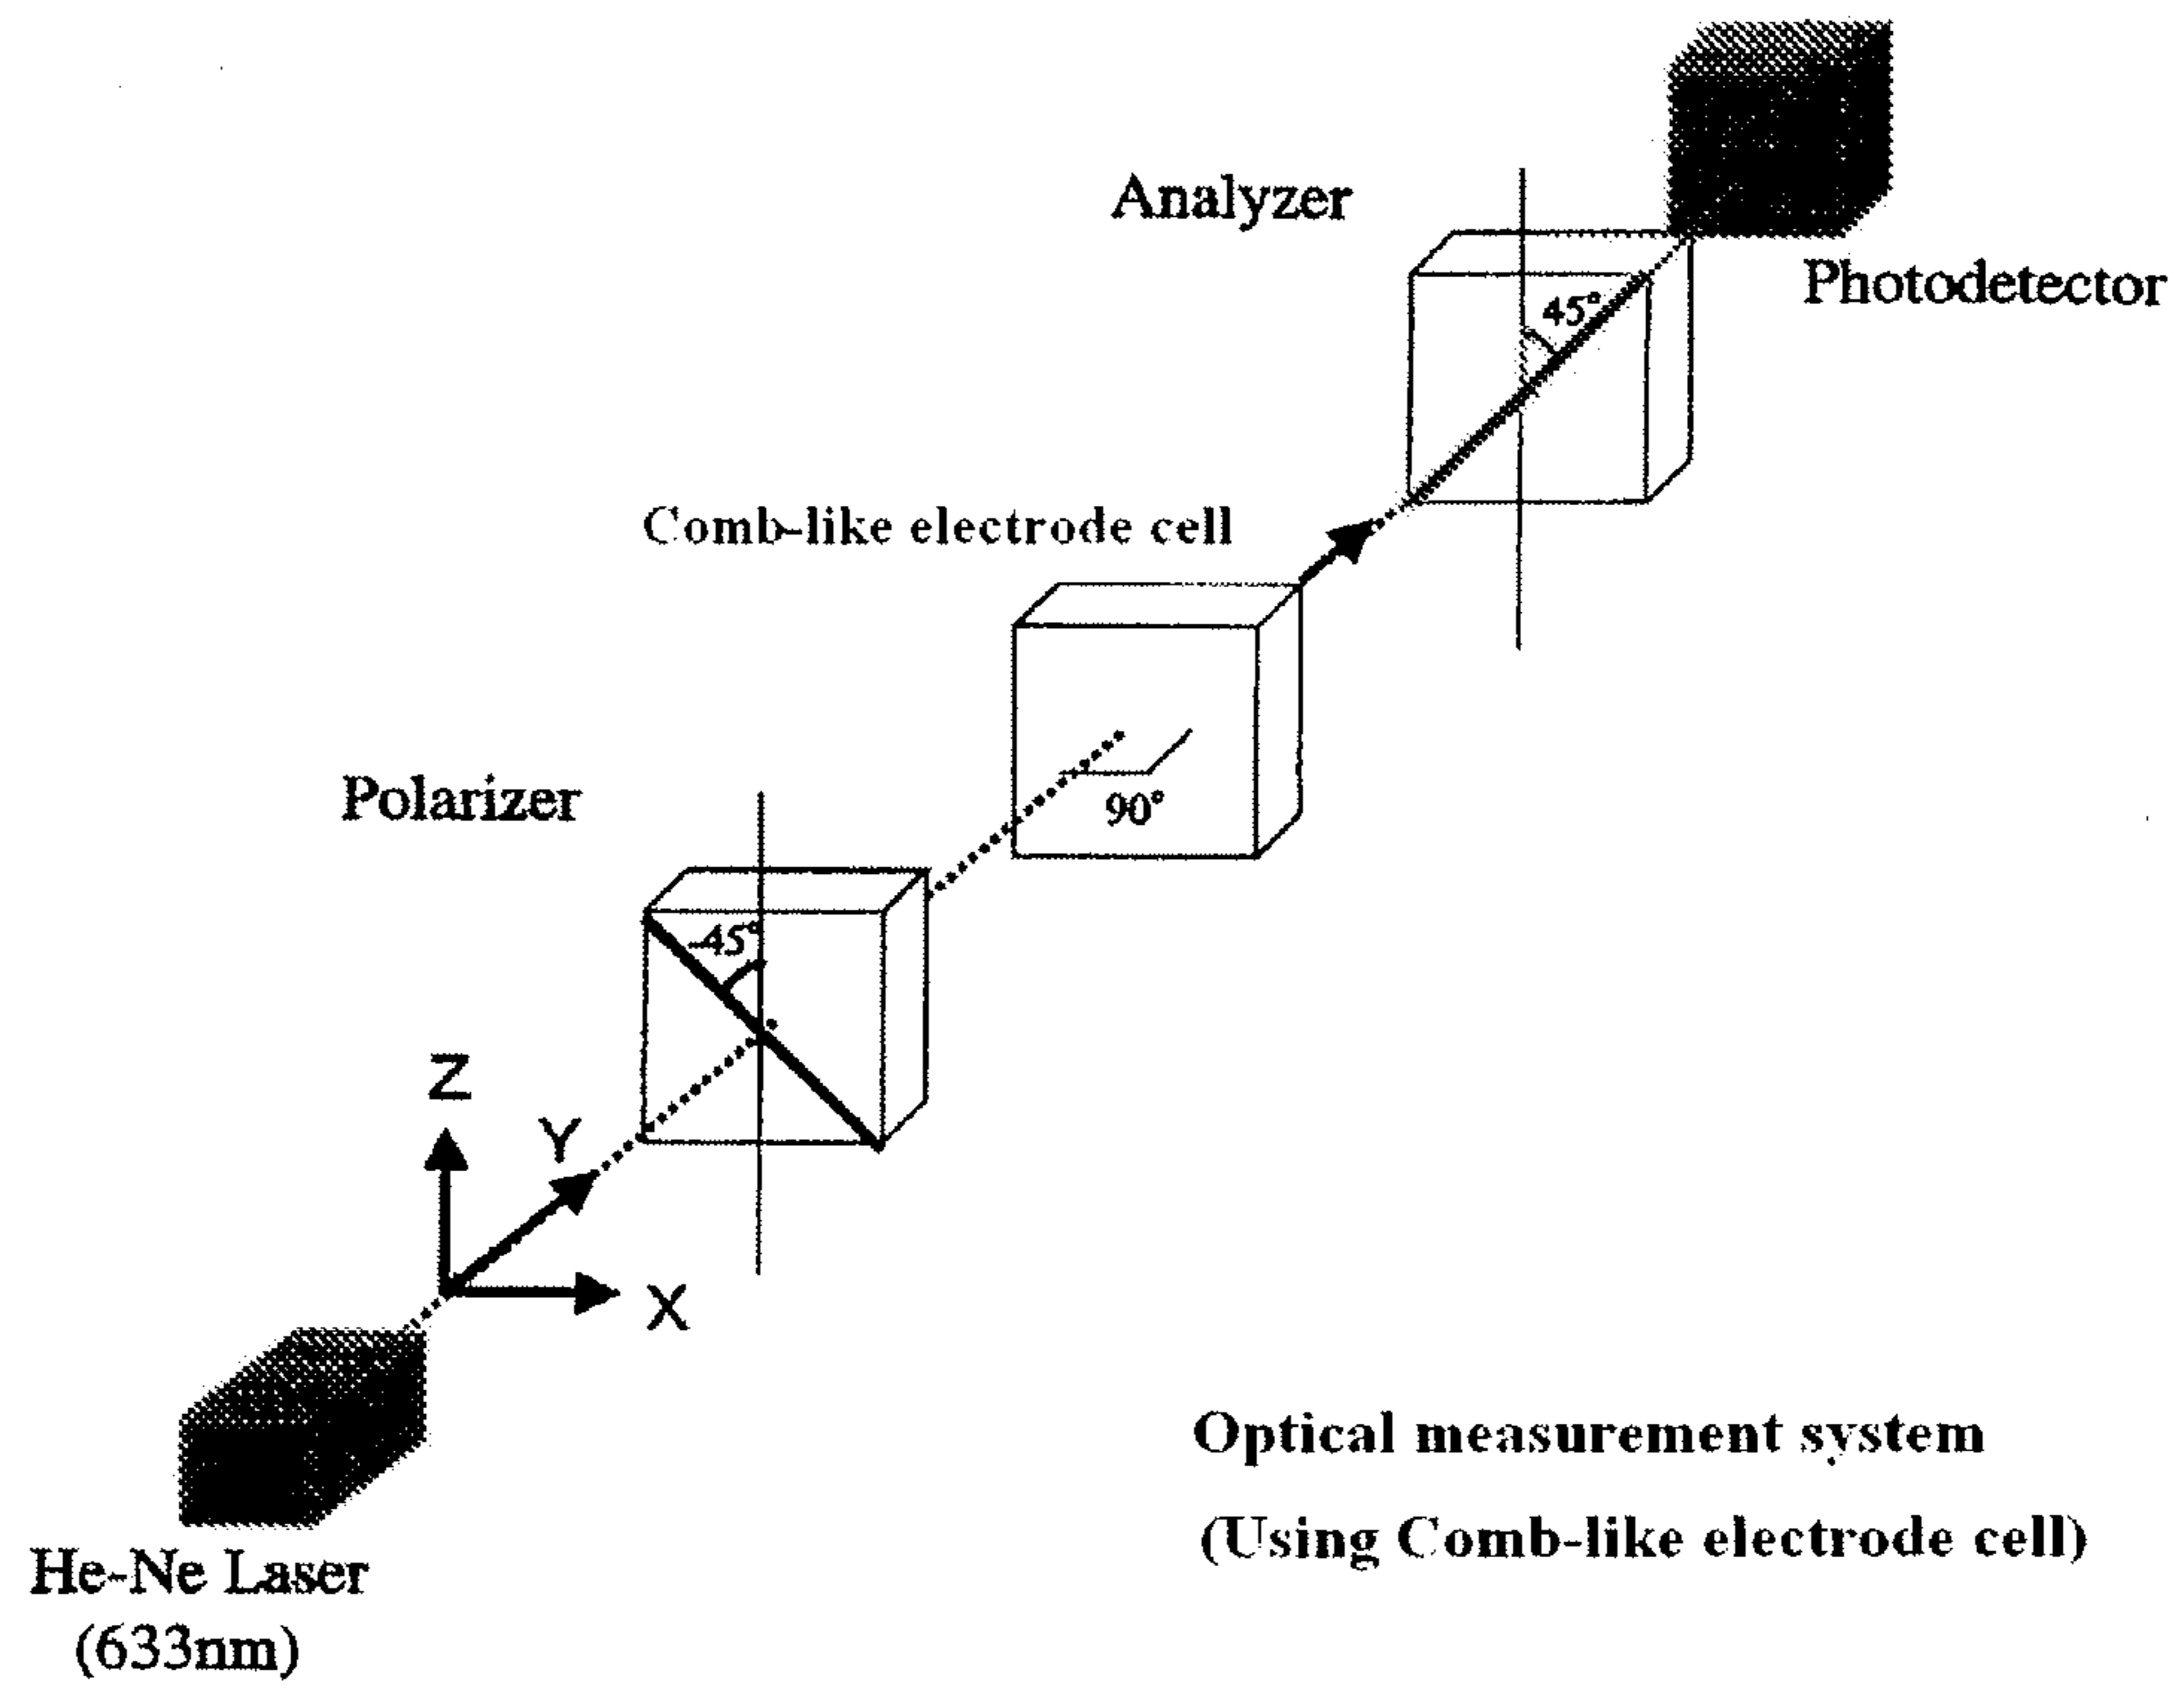 Analyzer
45°
Photodetector
Comb-like electrode cell
90°
Polarizer
-45°
Z
Y
X
He-Ne Laser
(633nm)
Optical measurement system
(Using Comb-like electrode cell)